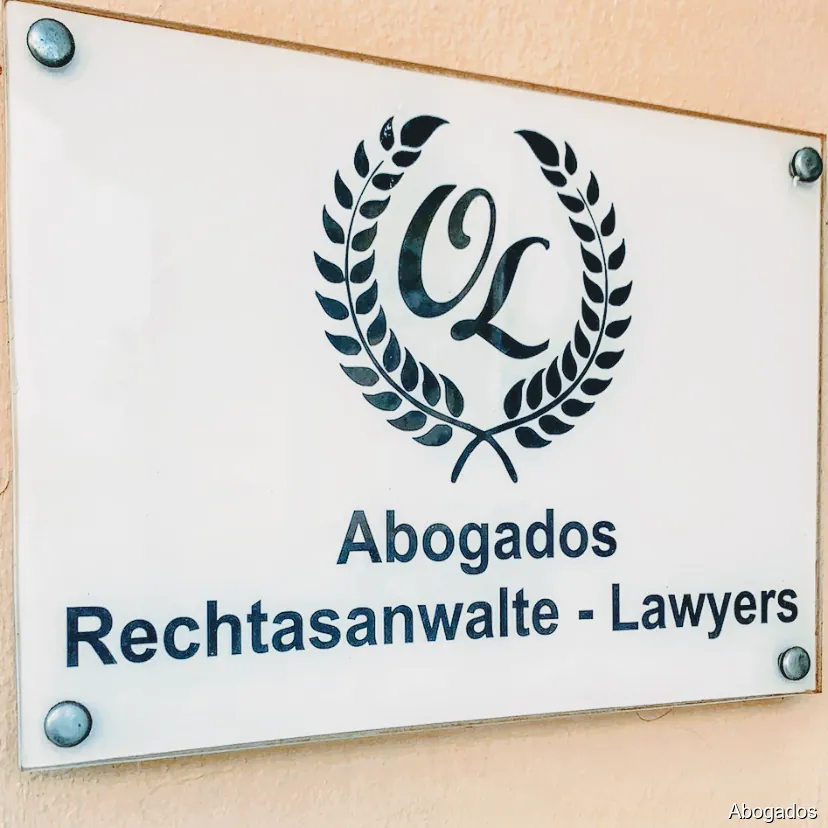 OL
Abogados
Rechtasanwalte - Lawyers
Abogados